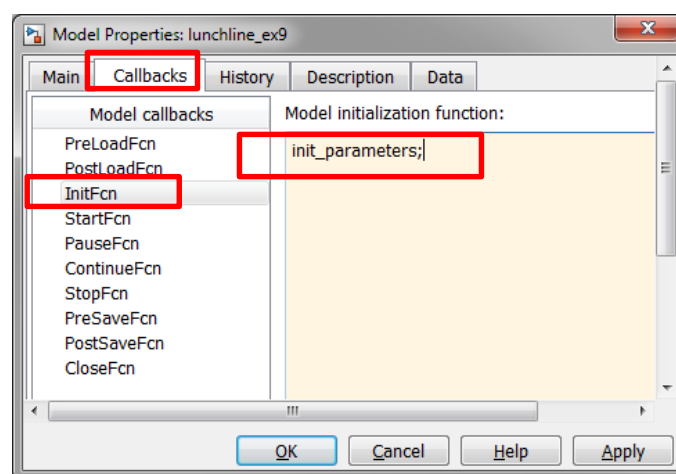 Model Properties: lunchline_ex9
Main Callbacks History Description Data
Model callbacks
Model initialization function:
PreLoadFcn
PostLoadFcn
InitFcn
StartFcn
PauseFcn
ContinueFcn
StopFcn
PreSaveFcn
PostSaveFcn
CloseFcn
init_parameters;
OK Cancel Help Apply